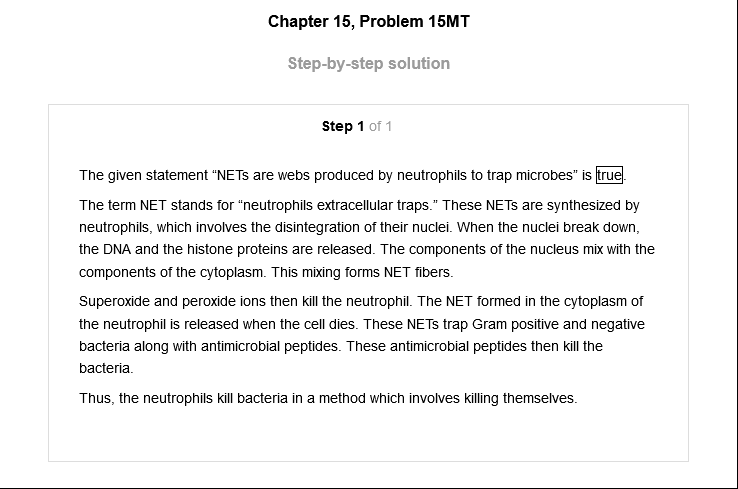 Chapter 15, Problem 15MT
Step-by-step solution
Step 1 of 1
The given statement “NETs are webs produced by neutrophils to trap microbes” is true.
The term NET stands for “neutrophils extracellular traps.” These NETs are synthesized by
neutrophils, which involves the disintegration of their nuclei. When the nuclei break down,
the DNA and the histone proteins are released. The components of the nucleus mix with the
components of the cytoplasm. This mixing forms NET fibers.
Superoxide and peroxide ions then kill the neutrophil. The NET formed in the cytoplasm of
the neutrophil is released when the cell dies. These NETs trap Gram positive and negative
bacteria along with antimicrobial peptides. These antimicrobial peptides then kill the
bacteria.
Thus, the neutrophils kill bacteria in a method which involves killing themselves.